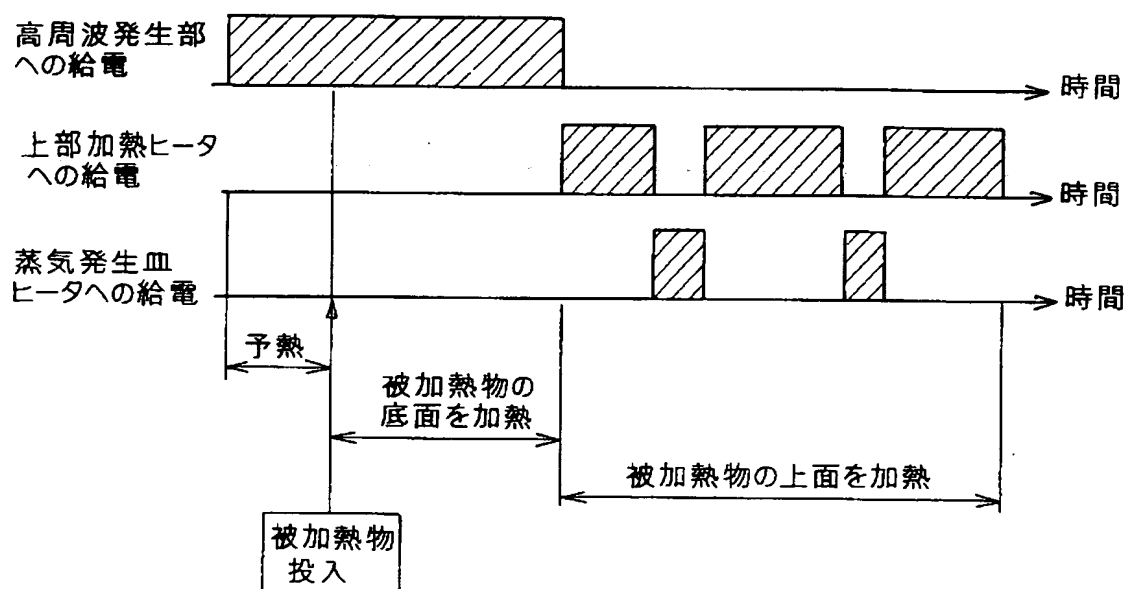 高周波発生部
への給電
時間
上部加熱ヒータ
への給電
時間
蒸気発生皿
ヒータへの給電
時間
予熱
被加熱物の
底面を加熱
被加熱物の上面を加熱
被加熱物
投入